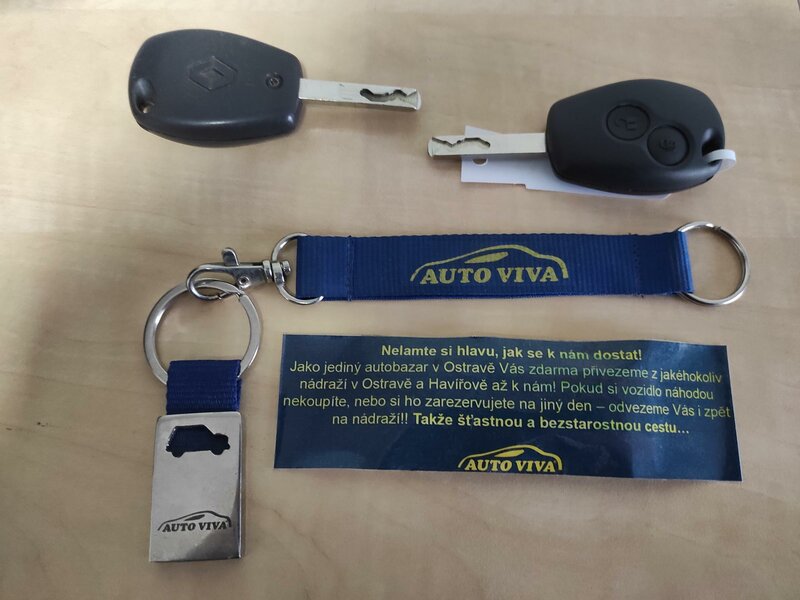 AUTO VIVA
Nelamte si hlavu, jak se k nám dostat!
Jako jediný autobazar v Ostravě Vás zdarma přivezeme z jakéhokoliv
nádraží v Ostravě a Havířově až k nám! Pokud si vozidlo náhodou
nekoupíte, nebo si ho zarezervujete na jiný den – odvezeme Vás i zpět
na nádraží!! Takže šťastnou a bezstarostnou cestu...
AUTO VIVA
AUTO VIVA